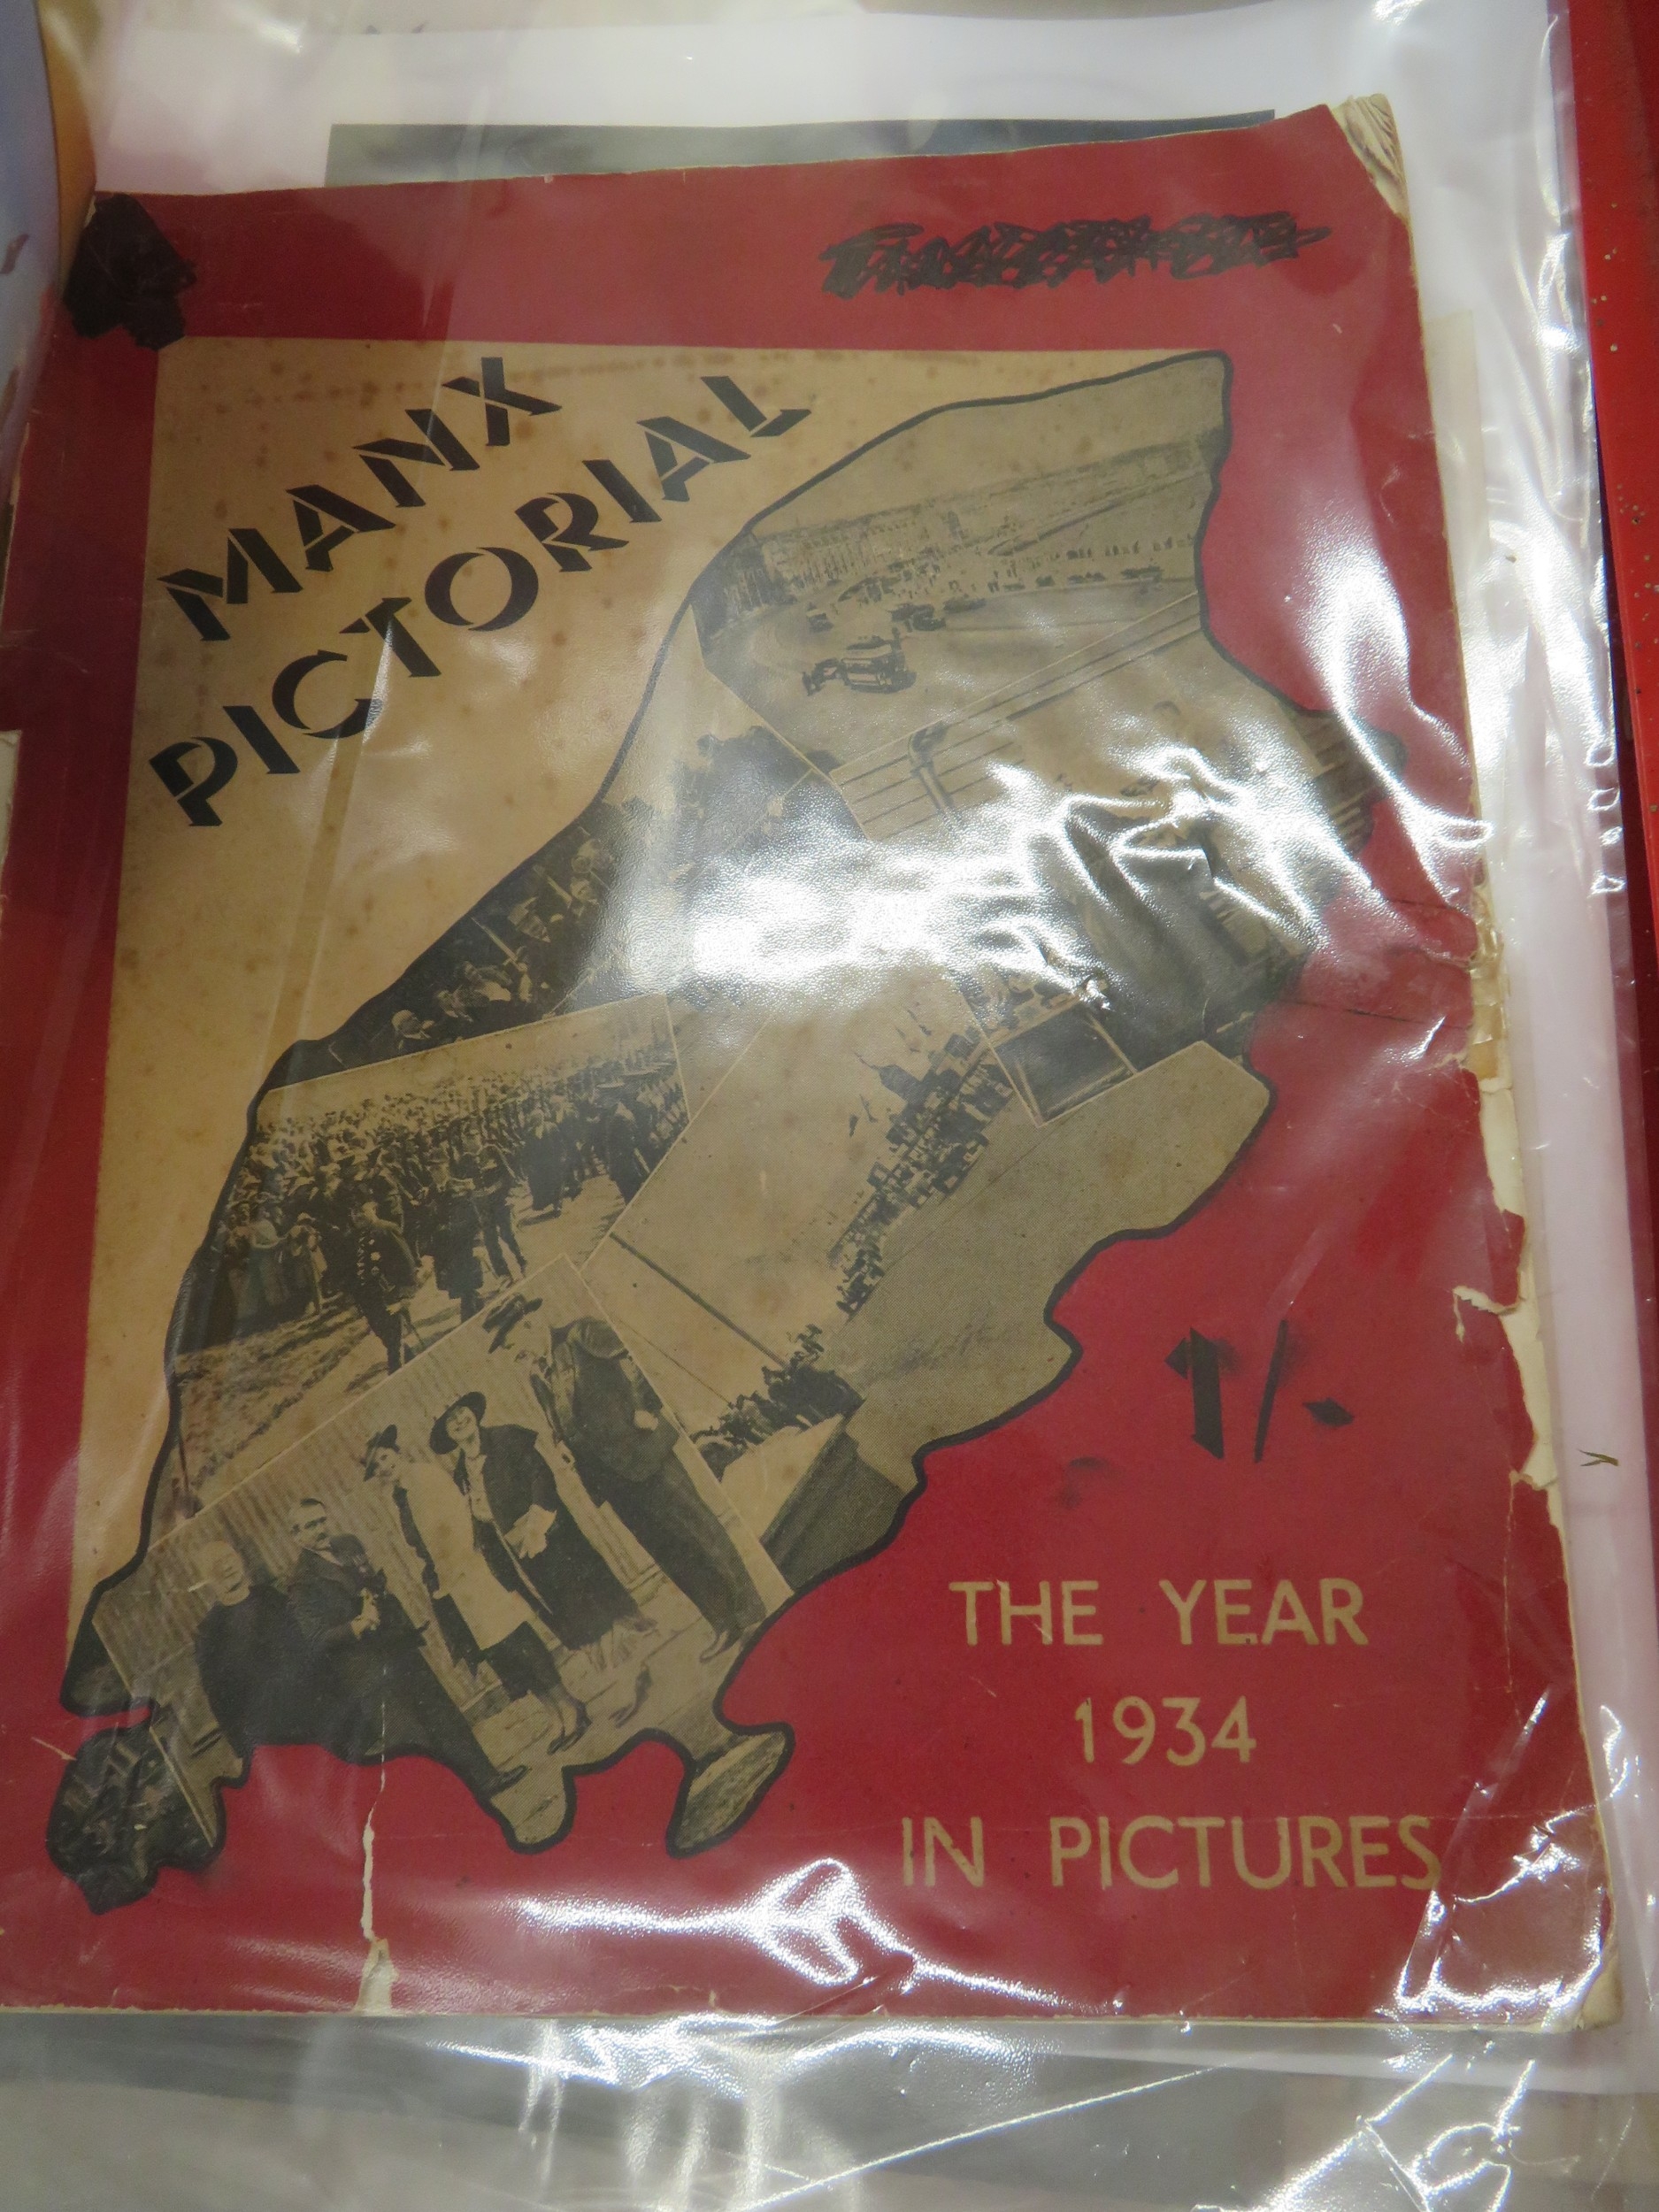 MANX
PICTORIAL
1/-
THE YEAR
1934
IN PICTURES